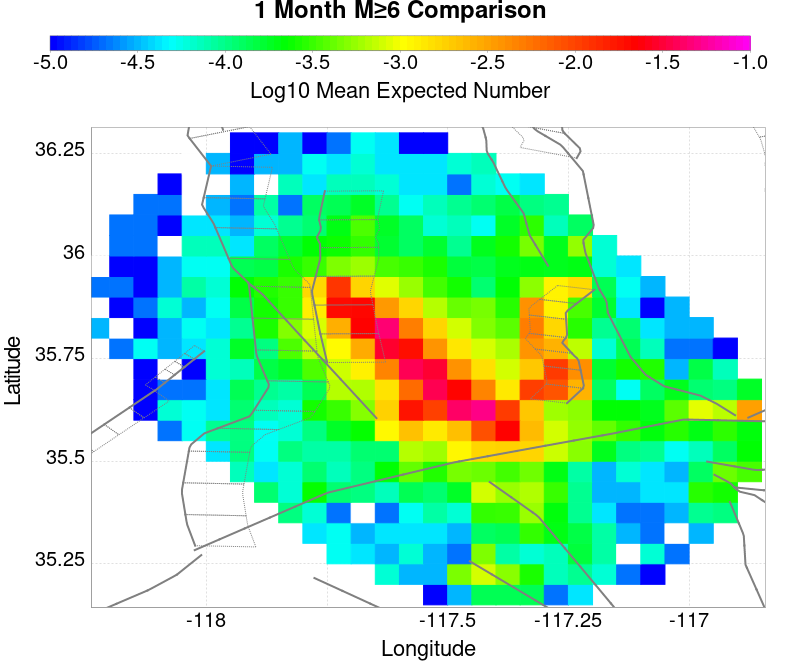 1 Month M≥6 Comparison
-5.0 -4.5 -4.0 -3.5 -3.0 -2.5 -2.0 -1.5 -1.0
Log10 Mean Expected Number
36.25
36
35.75
35.5
35.25
Latitude
-118 -117.5 -117.25 -117
Longitude